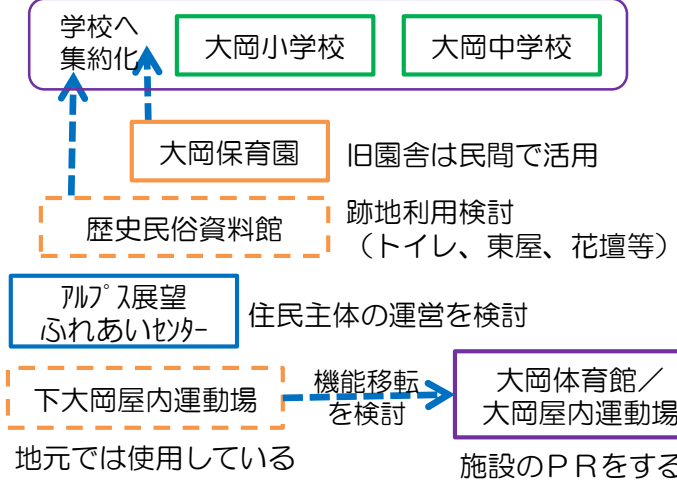 学校へ
集約化
大岡小学校
大岡中学校
大岡保育園
旧園舎は民間で活用
歴史民俗資料館
跡地利用検討
（トイレ、東屋、花壇等）
ｱﾙﾌﾟｽ展望
ふれあいｾﾝﾀｰ
住民主体の運営を検討
下大岡屋内運動場
機能移転
を検討
大岡体育館／
大岡屋内運動場
地元では使用している
施設のＰＲをする